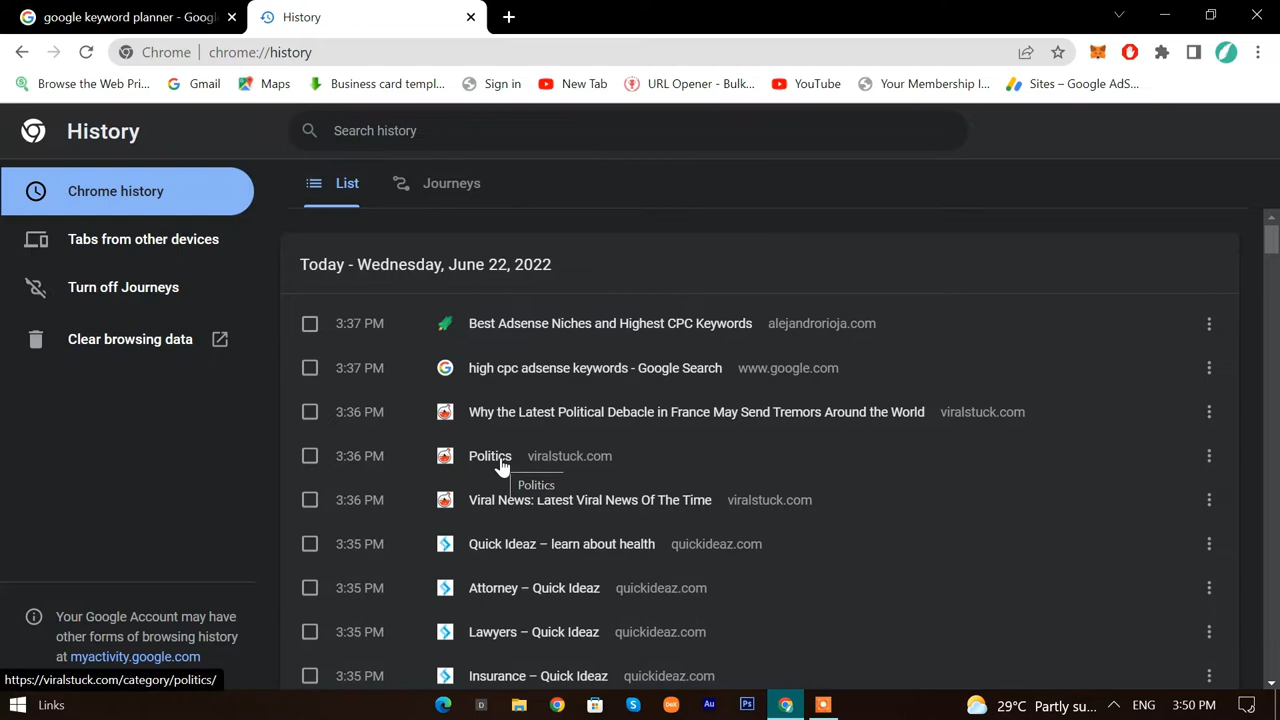 google keyword planner - Goog
History
Chrome | chrome://history
Browse the Web Pri...
Gmail
Maps
Business card templ...
Sign in
New Tab
URL Opener - Bulk...
YouTube
Your Membership I...
Sites – Google AdS...
History
Search history
Chrome history
Tabs from other devices
Turn off Journeys
Clear browsing data
List
Journeys
Today - Wednesday, June 22, 2022
3:37 PM Best Adsense Niches and Highest CPC Keywords alejandrorioja.com
3:37 PM high cpc adsense keywords - Google Search www.google.com
3:36 PM Why the Latest Political Debacle in France May Send Tremors Around the World viralstuck.com
3:36 PM Politics viralstuck.com
Politics
3:36 PM Viral News: Latest Viral News Of The Time viralstuck.com
3:35 PM Quick Ideaz – learn about health quickideaz.com
3:35 PM Attorney – Quick Ideaz quickideaz.com
3:35 PM Lawyers – Quick Ideaz quickideaz.com
3:35 PM Insurance – Quick Ideaz quickideaz.com
Your Google Account may have
other forms of browsing history
at myactivity.google.com
https://viralstuck.com/category/politics/
Links
D
DeX
Au
Ps
29°C Partly su...
ENG
3:50 PM